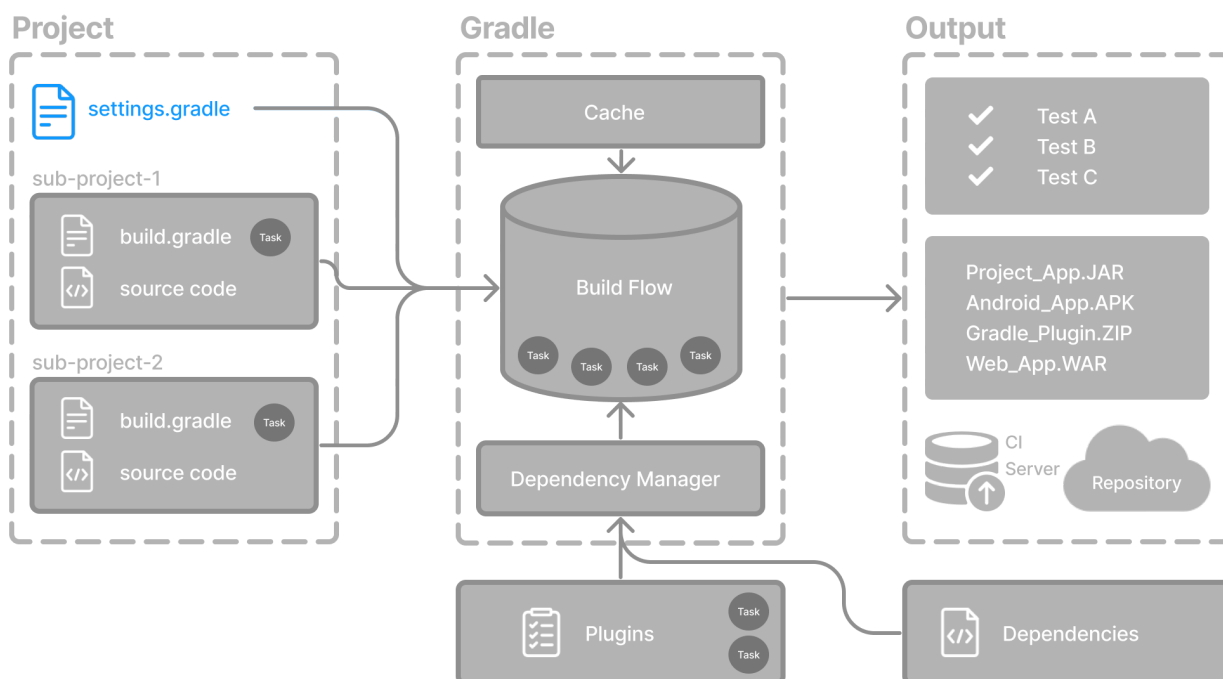 Project
settings.gradle
sub-project-1
build.gradle
Task
source code
sub-project-2
build.gradle
Task
source code
Gradle
Cache
Build Flow
Task
Task
Task
Task
Dependency Manager
Plugins
Task
Task
Output
Test A
Test B
Test C
Project_App.JAR
Android_App.APK
Gradle_Plugin.ZIP
Web_App.WAR
CI
Server
Repository
Dependencies